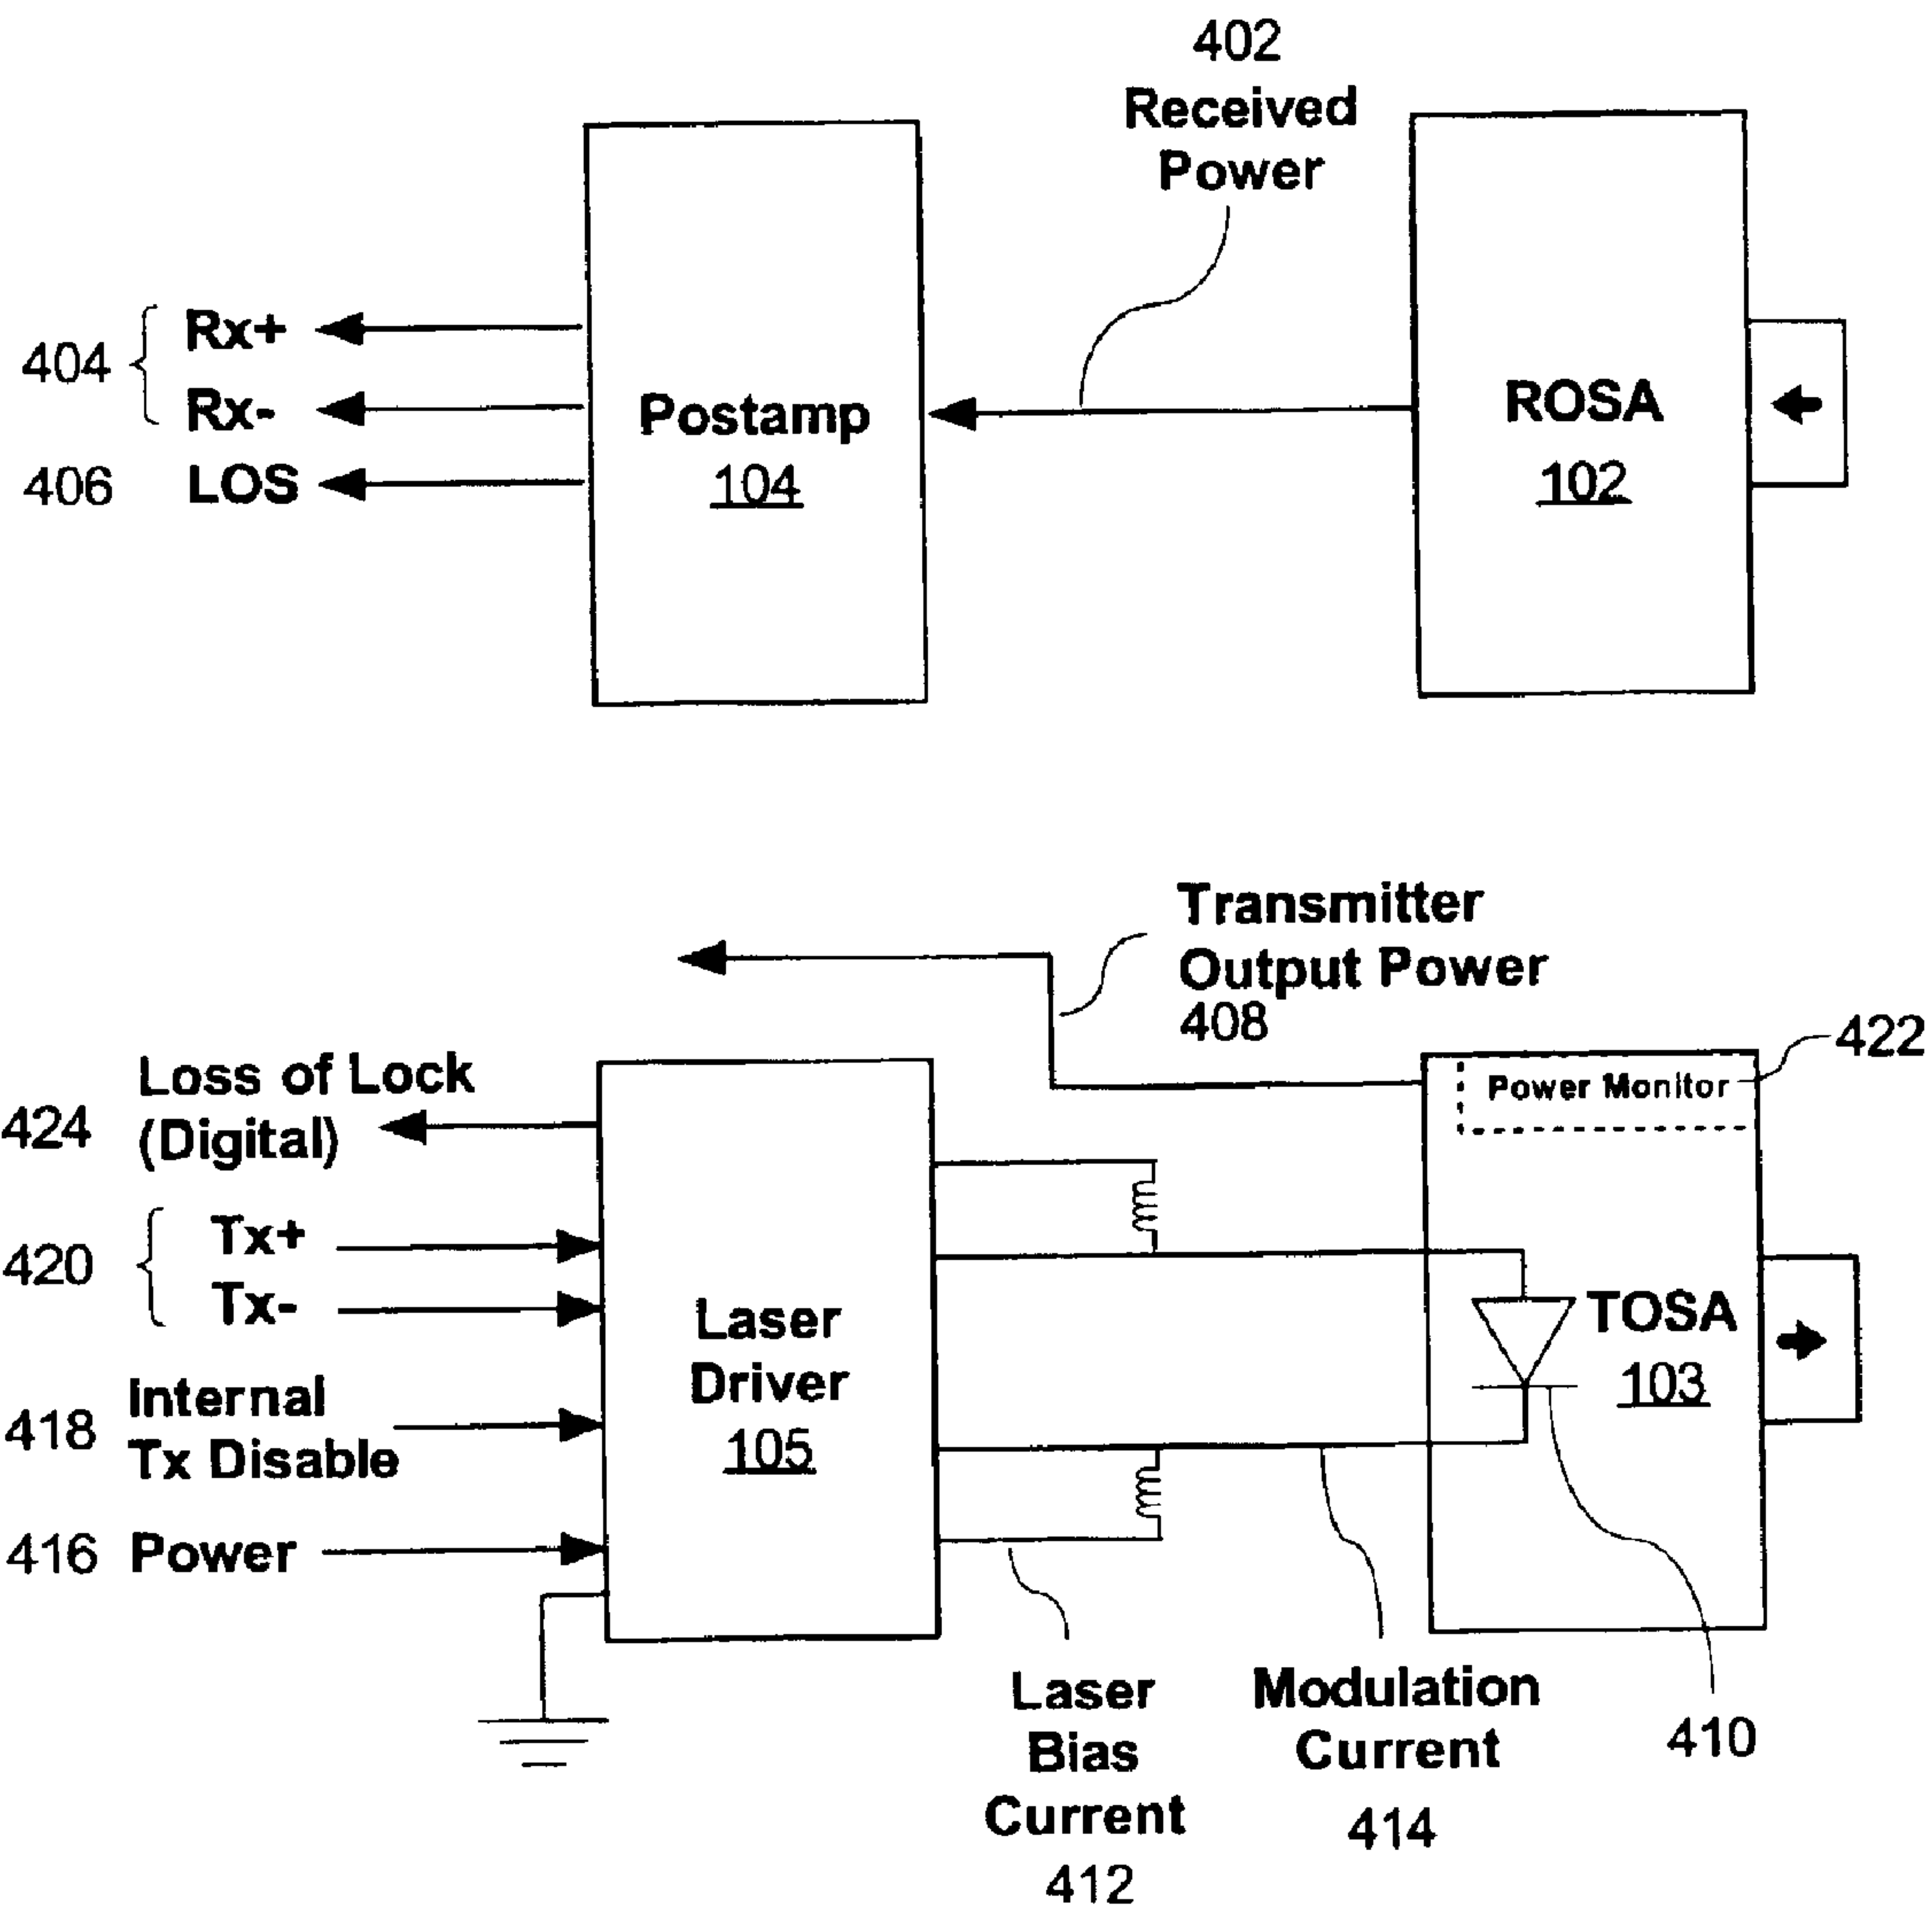 402
Received
Power
404
Rx+
Rx-
406
LOS
Postamp
104
ROSA
102
Transmitter
Output Power
408
422
Power Monitor
Loss of Lock
424
(Digital)
420
Tx+
Tx-
Laser
Driver
105
TOSA
103
Internal
418
Tx Disable
416
Power
Laser
Bias
Current
412
Modulation
Current
414
410